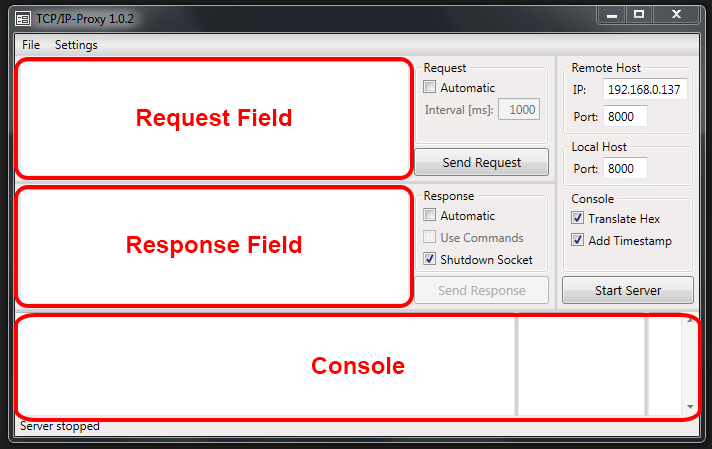 TCP/IP-Proxy 1.0.2
File Settings
Request Field
Request
Automatic
Interval [ms]: 1000
Send Request
Response Field
Response
Automatic
Use Commands
Shutdown Socket
Send Response
Remote Host
IP: 192.168.0.137
Port: 8000
Local Host
Port: 8000
Console
Translate Hex
Add Timestamp
Start Server
Console
Server stopped